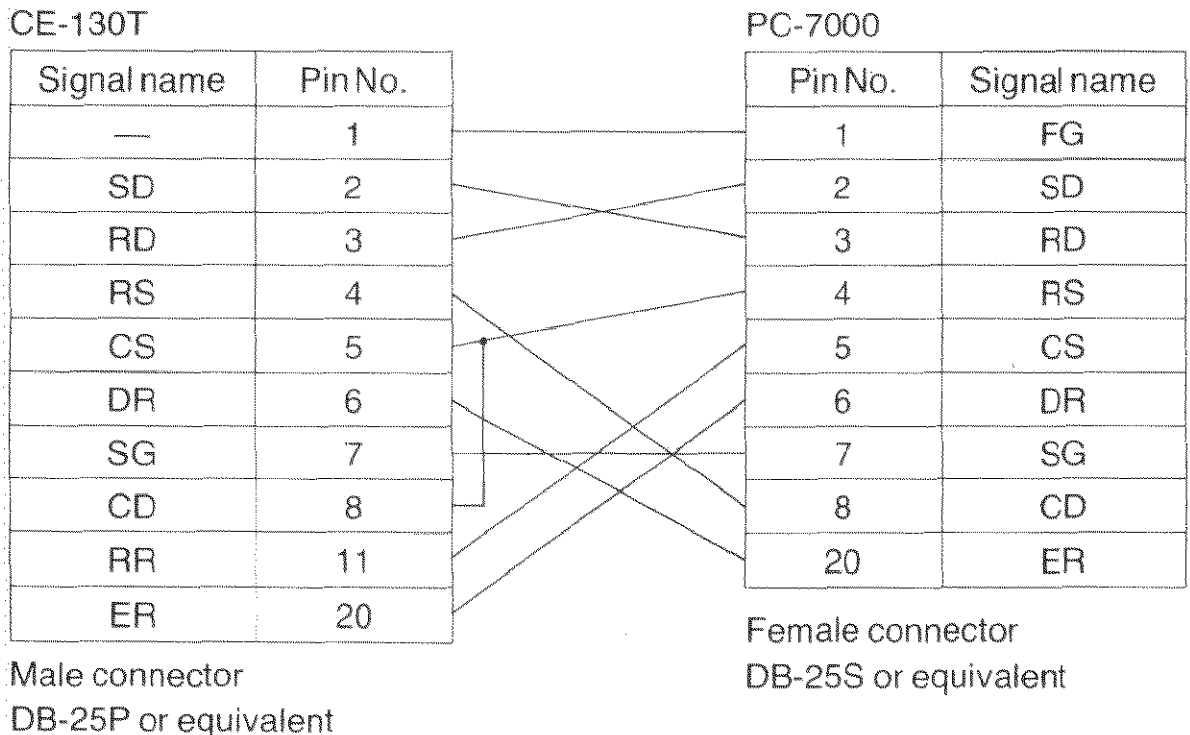 CE-130T
Signal name Pin No.
— 1
SD 2
RD 3
RS 4
CS 5
DR 6
SG 7
CD 8
RR 11
ER 20
Male connector
DB-25P or equivalent
PC-7000
Pin No. Signal name
1 FG
2 SD
3 RD
4 RS
5 CS
6 DR
7 SG
8 CD
20 ER
Female connector
DB-25S or equivalent